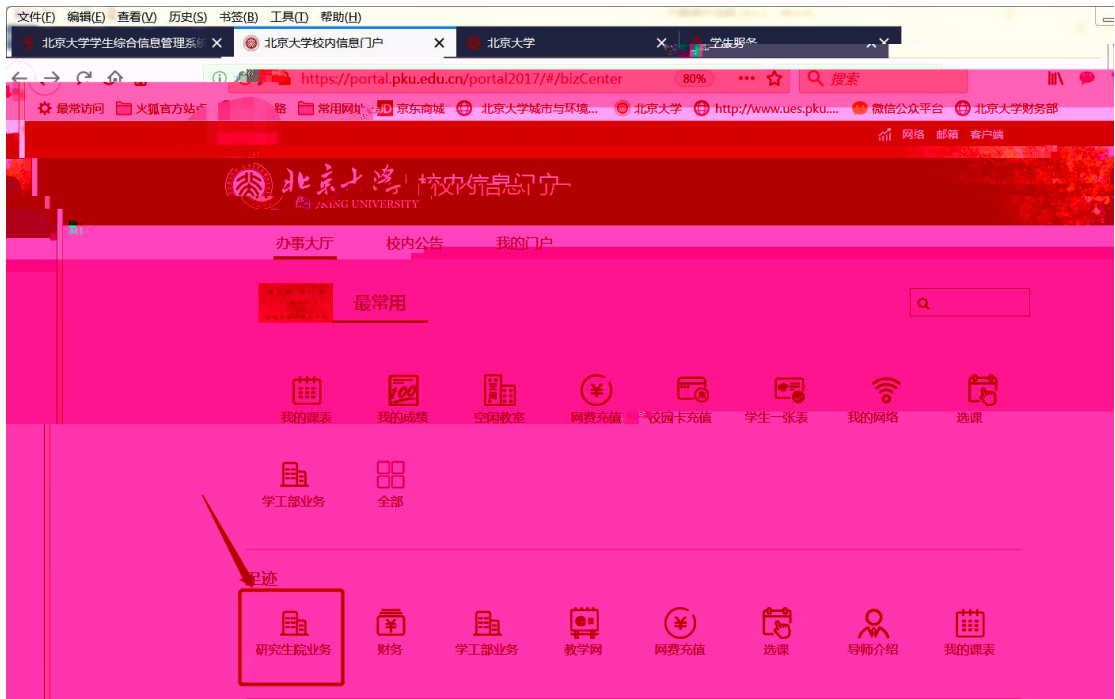 文件(F) 编辑(E) 查看(V) 历史(S) 书签(B) 工具(T) 帮助(H)
北京大学学生综合信息管理系统 北京大学校内信息门户 北京大学 学生
https://portal.pku.edu.cn/portal2017/#/bizCenter 80% 搜索
最常访问 火狐官方站点 常用网址 JD 京东商城 北京大学城市与环境... 北京大学 http://www.ues.pku.... 微信公众平台 北京大学财务部
网络 邮箱 客户端
北京大学 校内信息门户
PEKING UNIVERSITY
办事大厅 校内公告 我的门户
最常用
我的课表 我的成绩 空闲教室 网费充值 校园卡充值 学生一张表 我的网络 选课
学工部业务 全部
足迹
研究生院业务 财务 学工部业务 教学网 网费充值 选课 导师介绍 我的课表